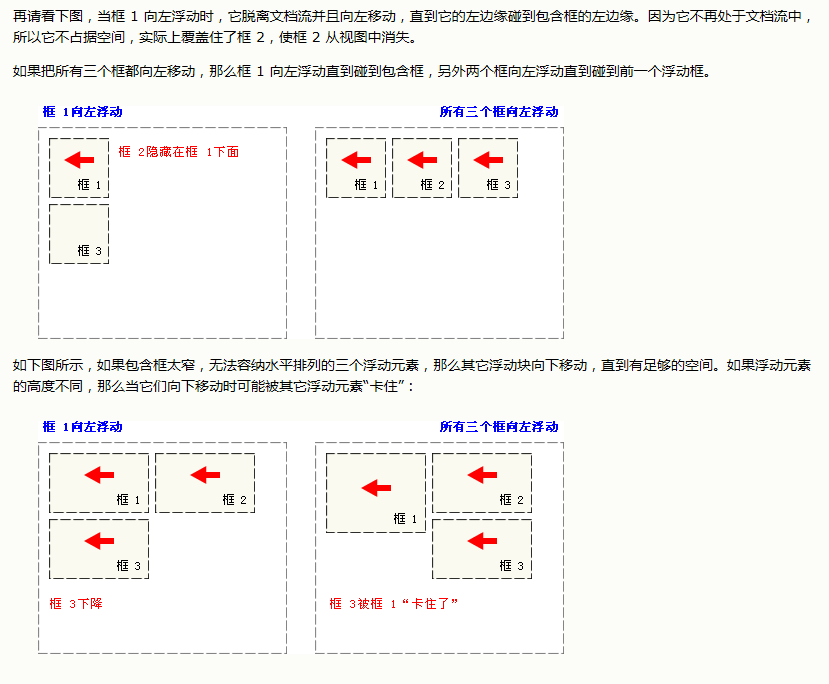 再请看下图，当框 1 向左浮动时，它脱离文档流并且向左移动，直到它的左边缘碰到包含框的左边缘。因为它不再处于文档流中，
所以它不占据空间，实际上覆盖住了框 2，使框 2 从视图中消失。
如果把所有三个框都向左移动，那么框 1 向左浮动直到碰到包含框，另外两个框向左浮动直到碰到前一个浮动框。
框 1向左浮动
所有三个框向左浮动
框 2隐藏在框 1下面
框 1
框 3
框 1
框 2
框 3
如下图所示，如果包含框太窄，无法容纳水平排列的三个浮动元素，那么其它浮动块向下移动，直到有足够的空间。如果浮动元素
的高度不同，那么当它们向下移动时可能被其它浮动元素“卡住”：
框 1向左浮动
所有三个框向左浮动
框 1
框 2
框 3
框 3下降
框 1
框 2
框 3
框 3被框 1“卡住了”